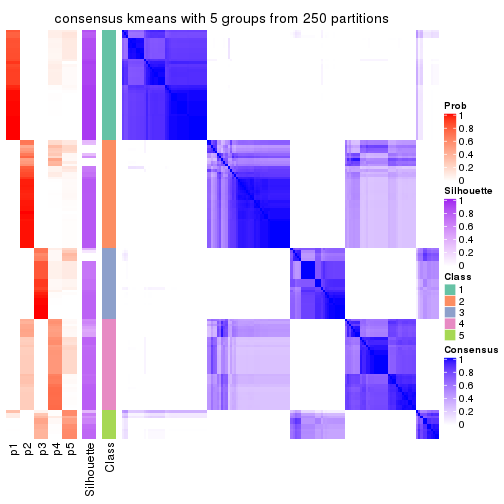 consensus kmeans with 5 groups from 250 partitions
Prob
1
0.8
0.6
0.4
0.2
0
Silhouette
1
0.8
0.6
0.4
0.2
0
Class
1
2
3
4
5
Consensus
1
0.8
0.6
0.4
0.2
0
p1
p2
p3
p4
p5
Silhouette
Class